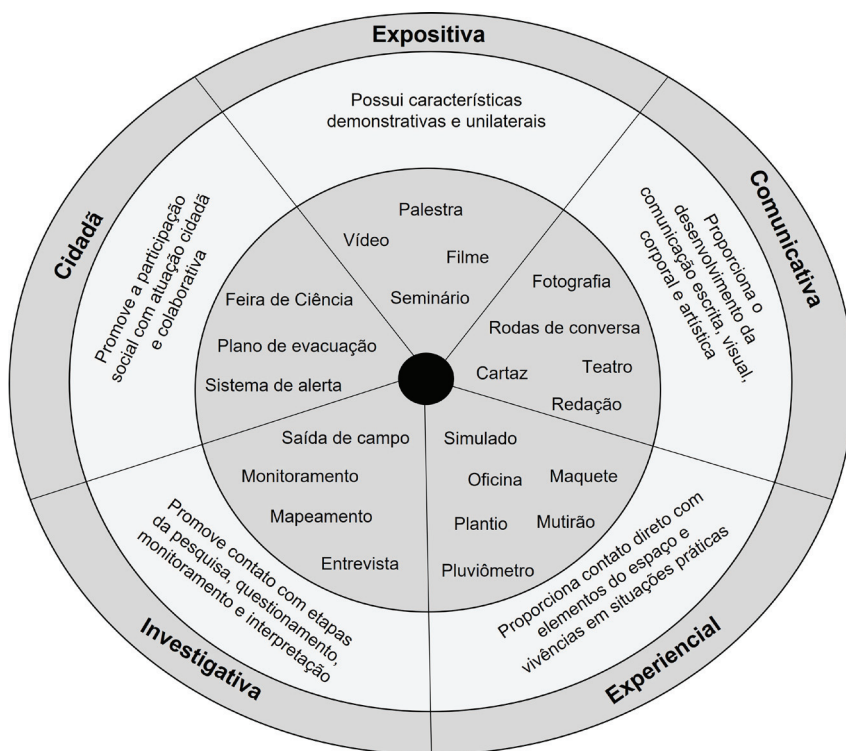 Expositiva
Possui caractéristicas
demonstrativas e unilaterais
Palestra
Vídeo
Filme
Seminário
Comunicativa
Proporciona o
desenvolvimento da
comunicação escrita, visual,
corporal e artística
Fotografia
Rodas de conversa
Teatro
Cartaz
Redação
Experiencial
Proporciona contato direto com
elementos do espaço e
vivências em situações práticas
Simulado
Oficina
Maquete
Plantio
Mutirão
Pluviômetro
Investigativa
Promove contato com etapas
da pesquisa, questionamento,
monitoramento e interpretação
Saída de campo
Monitoramento
Mapeamento
Entrevista
Cidadã
Promove a participação
social com atuação cidadã
e colaborativa
Feira de Ciência
Plano de evacuação
Sistema de alerta